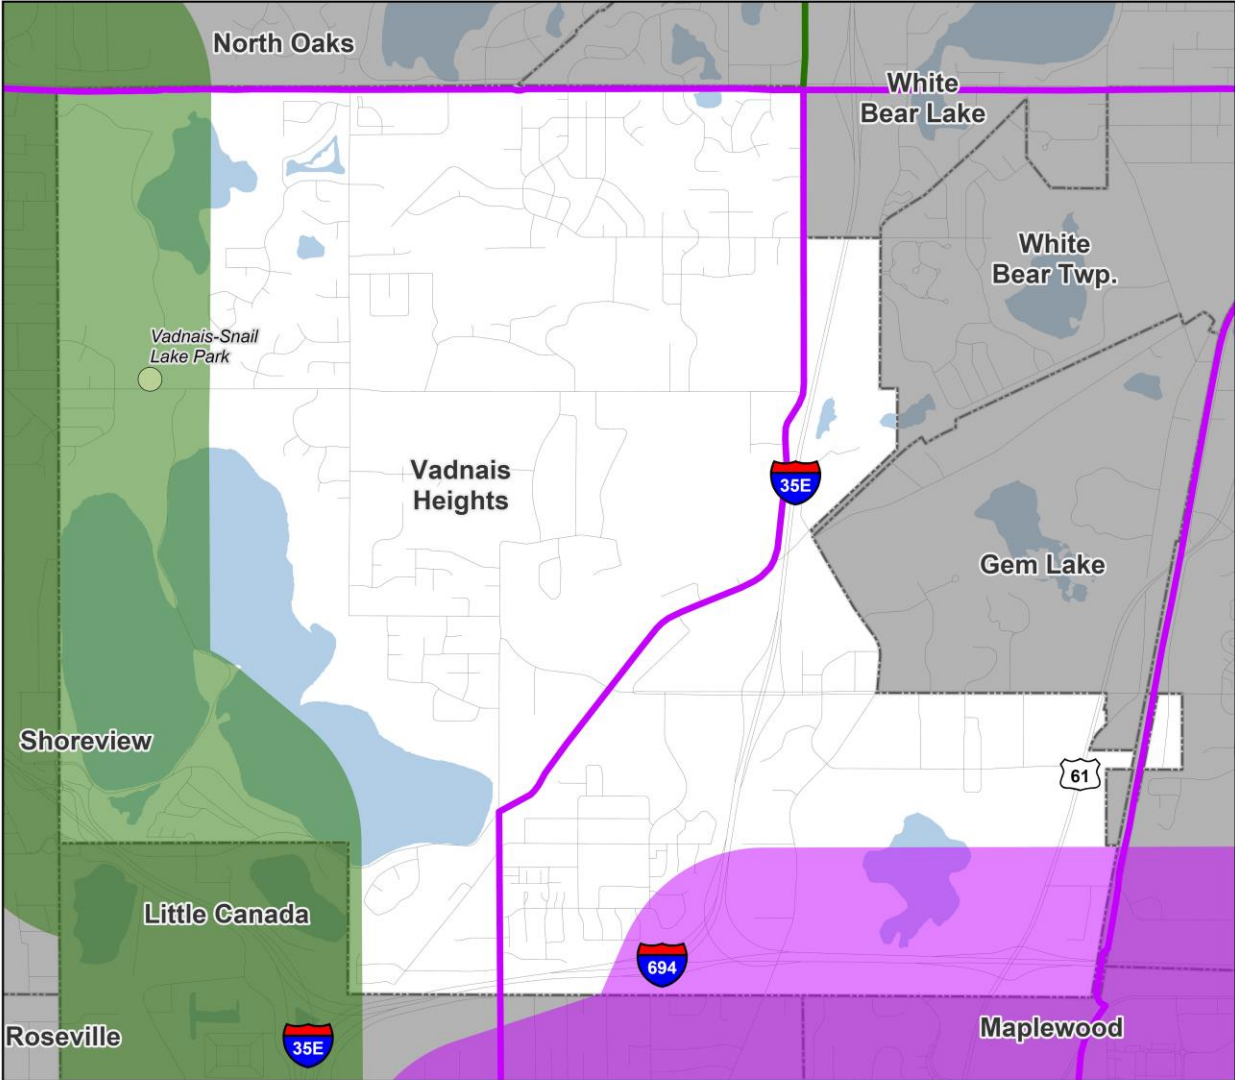 North Oaks
White
Bear Lake
White
Bear Twp.
Vadnais-Snail
Lake Park
Vadnais
Heights
35E
Gem Lake
Shoreview
61
Little Canada
694
Roseville
35E
Maplewood